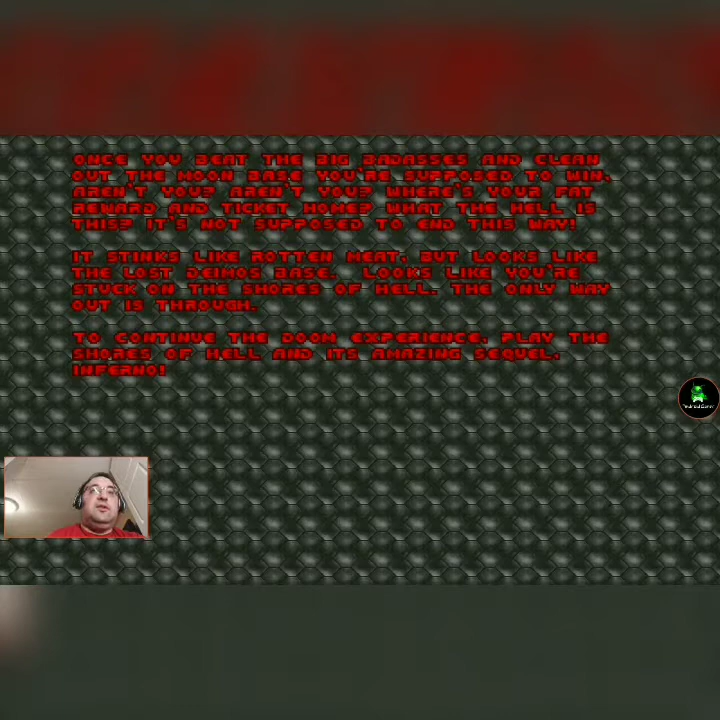 ONCE YOU BEAT THE BIG BADASSES AND CLEAN
OUT THE MOON BASE YOU'RE SUPPOSED TO WIN,
AREN'T YOU? AREN'T YOU? WHERE'S YOUR FAT
REWARD AND TICKET HOME? WHAT THE HELL IS
THIS? IT'S NOT SUPPOSED TO END THIS WAY!
IT STINKS LIKE ROTTEN MEAT, BUT LOOKS LIKE
THE LOST DEIMOS BASE. LOOKS LIKE YOU'RE
STUCK ON THE SHORES OF HELL. THE ONLY WAY
OUT IS THROUGH.
TO CONTINUE THE DOOM EXPERIENCE, PLAY THE
SHORES OF HELL AND ITS AMAZING SEQUEL,
INFERNO!